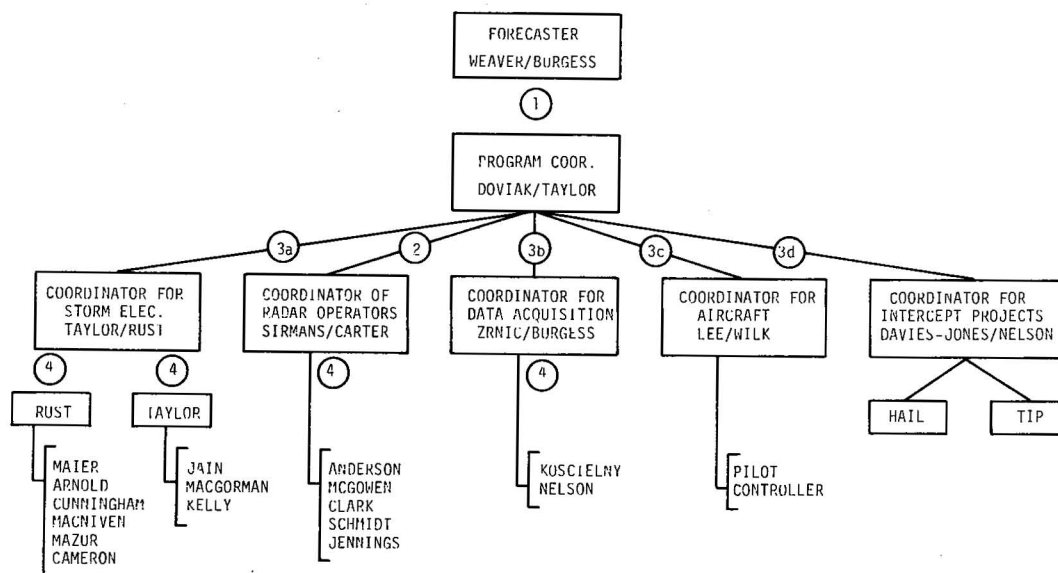 FORECASTER
WEAVER/BURGESS
1
PROGRAM COOR.
DOVIAK/TAYLOR
3a
2
3b
3c
3d
COORDINATOR FOR
STORM ELEC.
TAYLOR/RUST
COORDINATOR OF
RADAR OPERATORS
SIRMANS/CARTER
COORDINATOR FOR
DATA ACQUISITION
ZRNIC/BURGESS
COORDINATOR FOR
AIRCRAFT
LEE/WILK
COORDINATOR FOR
INTERCEPT PROJECTS
DAVIES-JONES/NELSON
4
4
4
4
RUST
TAYLOR
HAIL
TIP
MAIER
ARNOLD
CUNNINGHAM
MACNIVEN
MAZUR
CAMERON
JAIN
MACGORMAN
KELLY
ANDERSON
MCGOWEN
CLARK
SCHMIDT
JENNINGS
KOSCIELNY
NELSON
PILOT
CONTROLLER